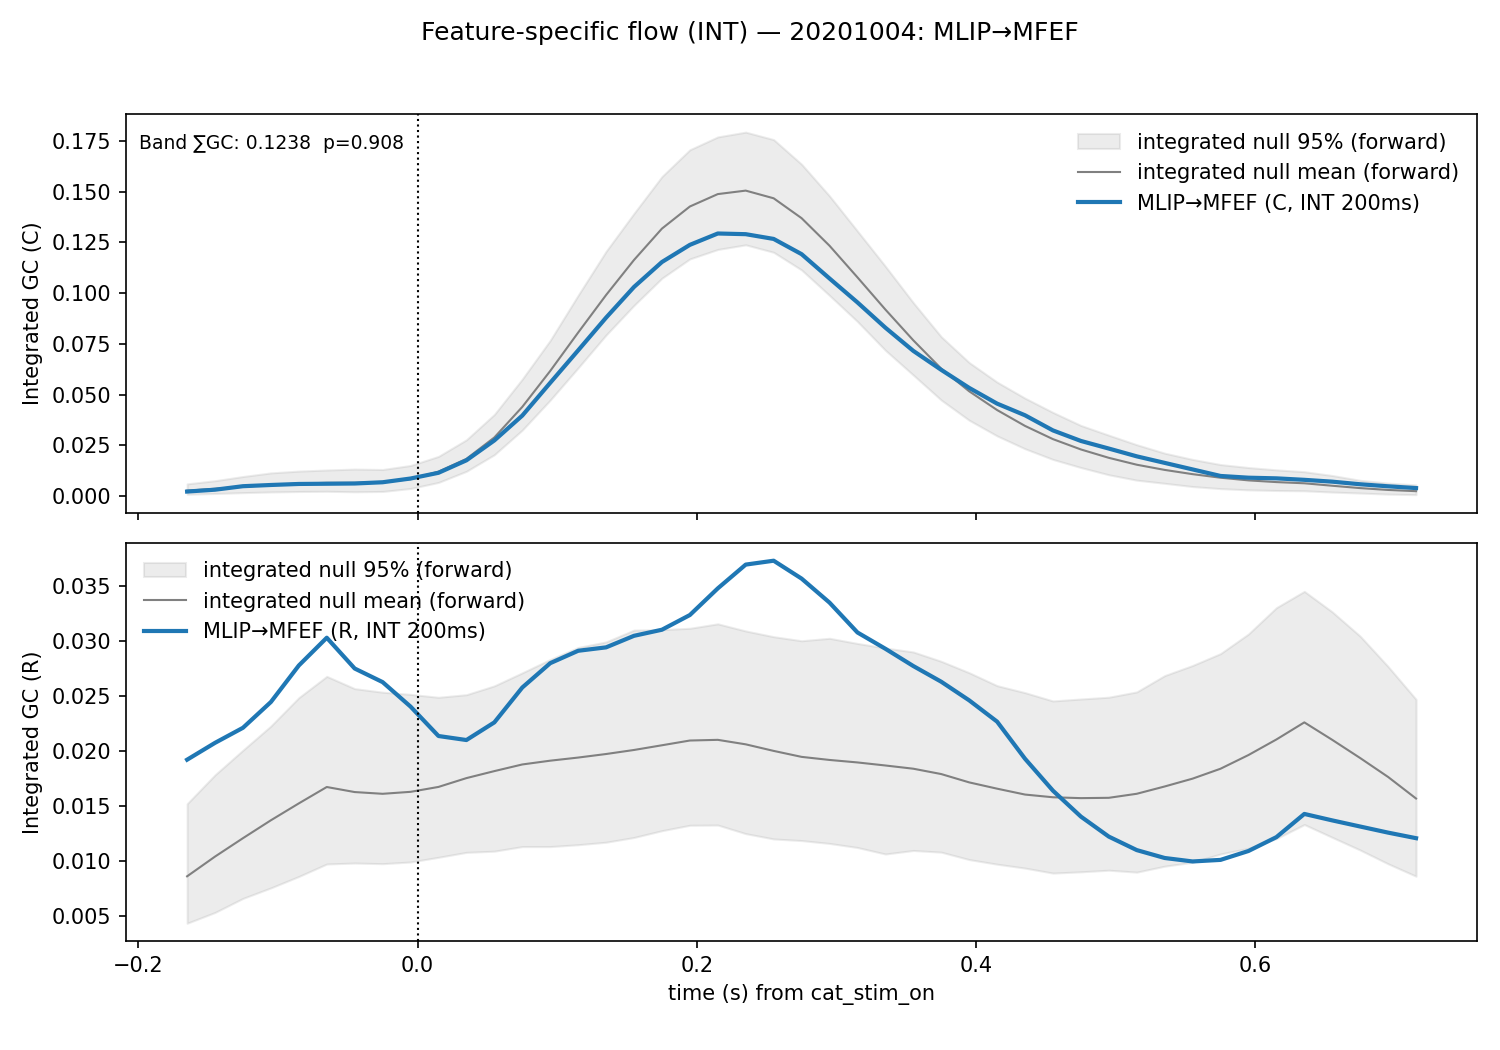 Feature-specific flow (INT) — 20201004: MLIP→MFEF
Band ∑GC: 0.1238  p=0.908
integrated null 95% (forward)
integrated null mean (forward)
MLIP→MFEF (C, INT 200ms)
Integrated GC (C)
0.175
0.150
0.125
0.100
0.075
0.050
0.025
0.000
integrated null 95% (forward)
integrated null mean (forward)
MLIP→MFEF (R, INT 200ms)
Integrated GC (R)
0.035
0.030
0.025
0.020
0.015
0.010
0.005
−0.2
0.0
0.2
0.4
0.6
time (s) from cat_stim_on